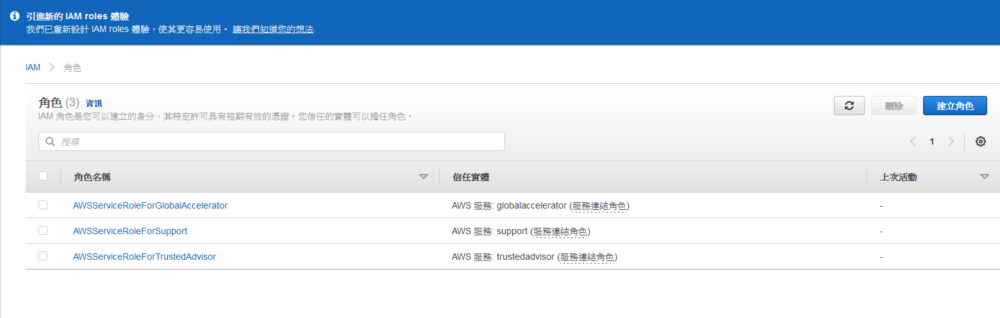 引進新的 IAM roles 體驗
我們已重新設計 IAM roles 體驗，使其更容易使用。 讓我們知道您的想法.
IAM 角色
角色 (3) 資訊
IAM 角色是您可以建立的身分，其特定許可具有短期有效的憑證。您信任的實體可以擔任角色。
刪除
建立角色
搜尋
1
角色名稱 信任實體 上次活動
AWSServiceRoleForGlobalAccelerator AWS 服務: globalaccelerator (服務連結角色) -
AWSServiceRoleForSupport AWS 服務: support (服務連結角色) -
AWSServiceRoleForTrustedAdvisor AWS 服務: trustedadvisor (服務連結角色) -